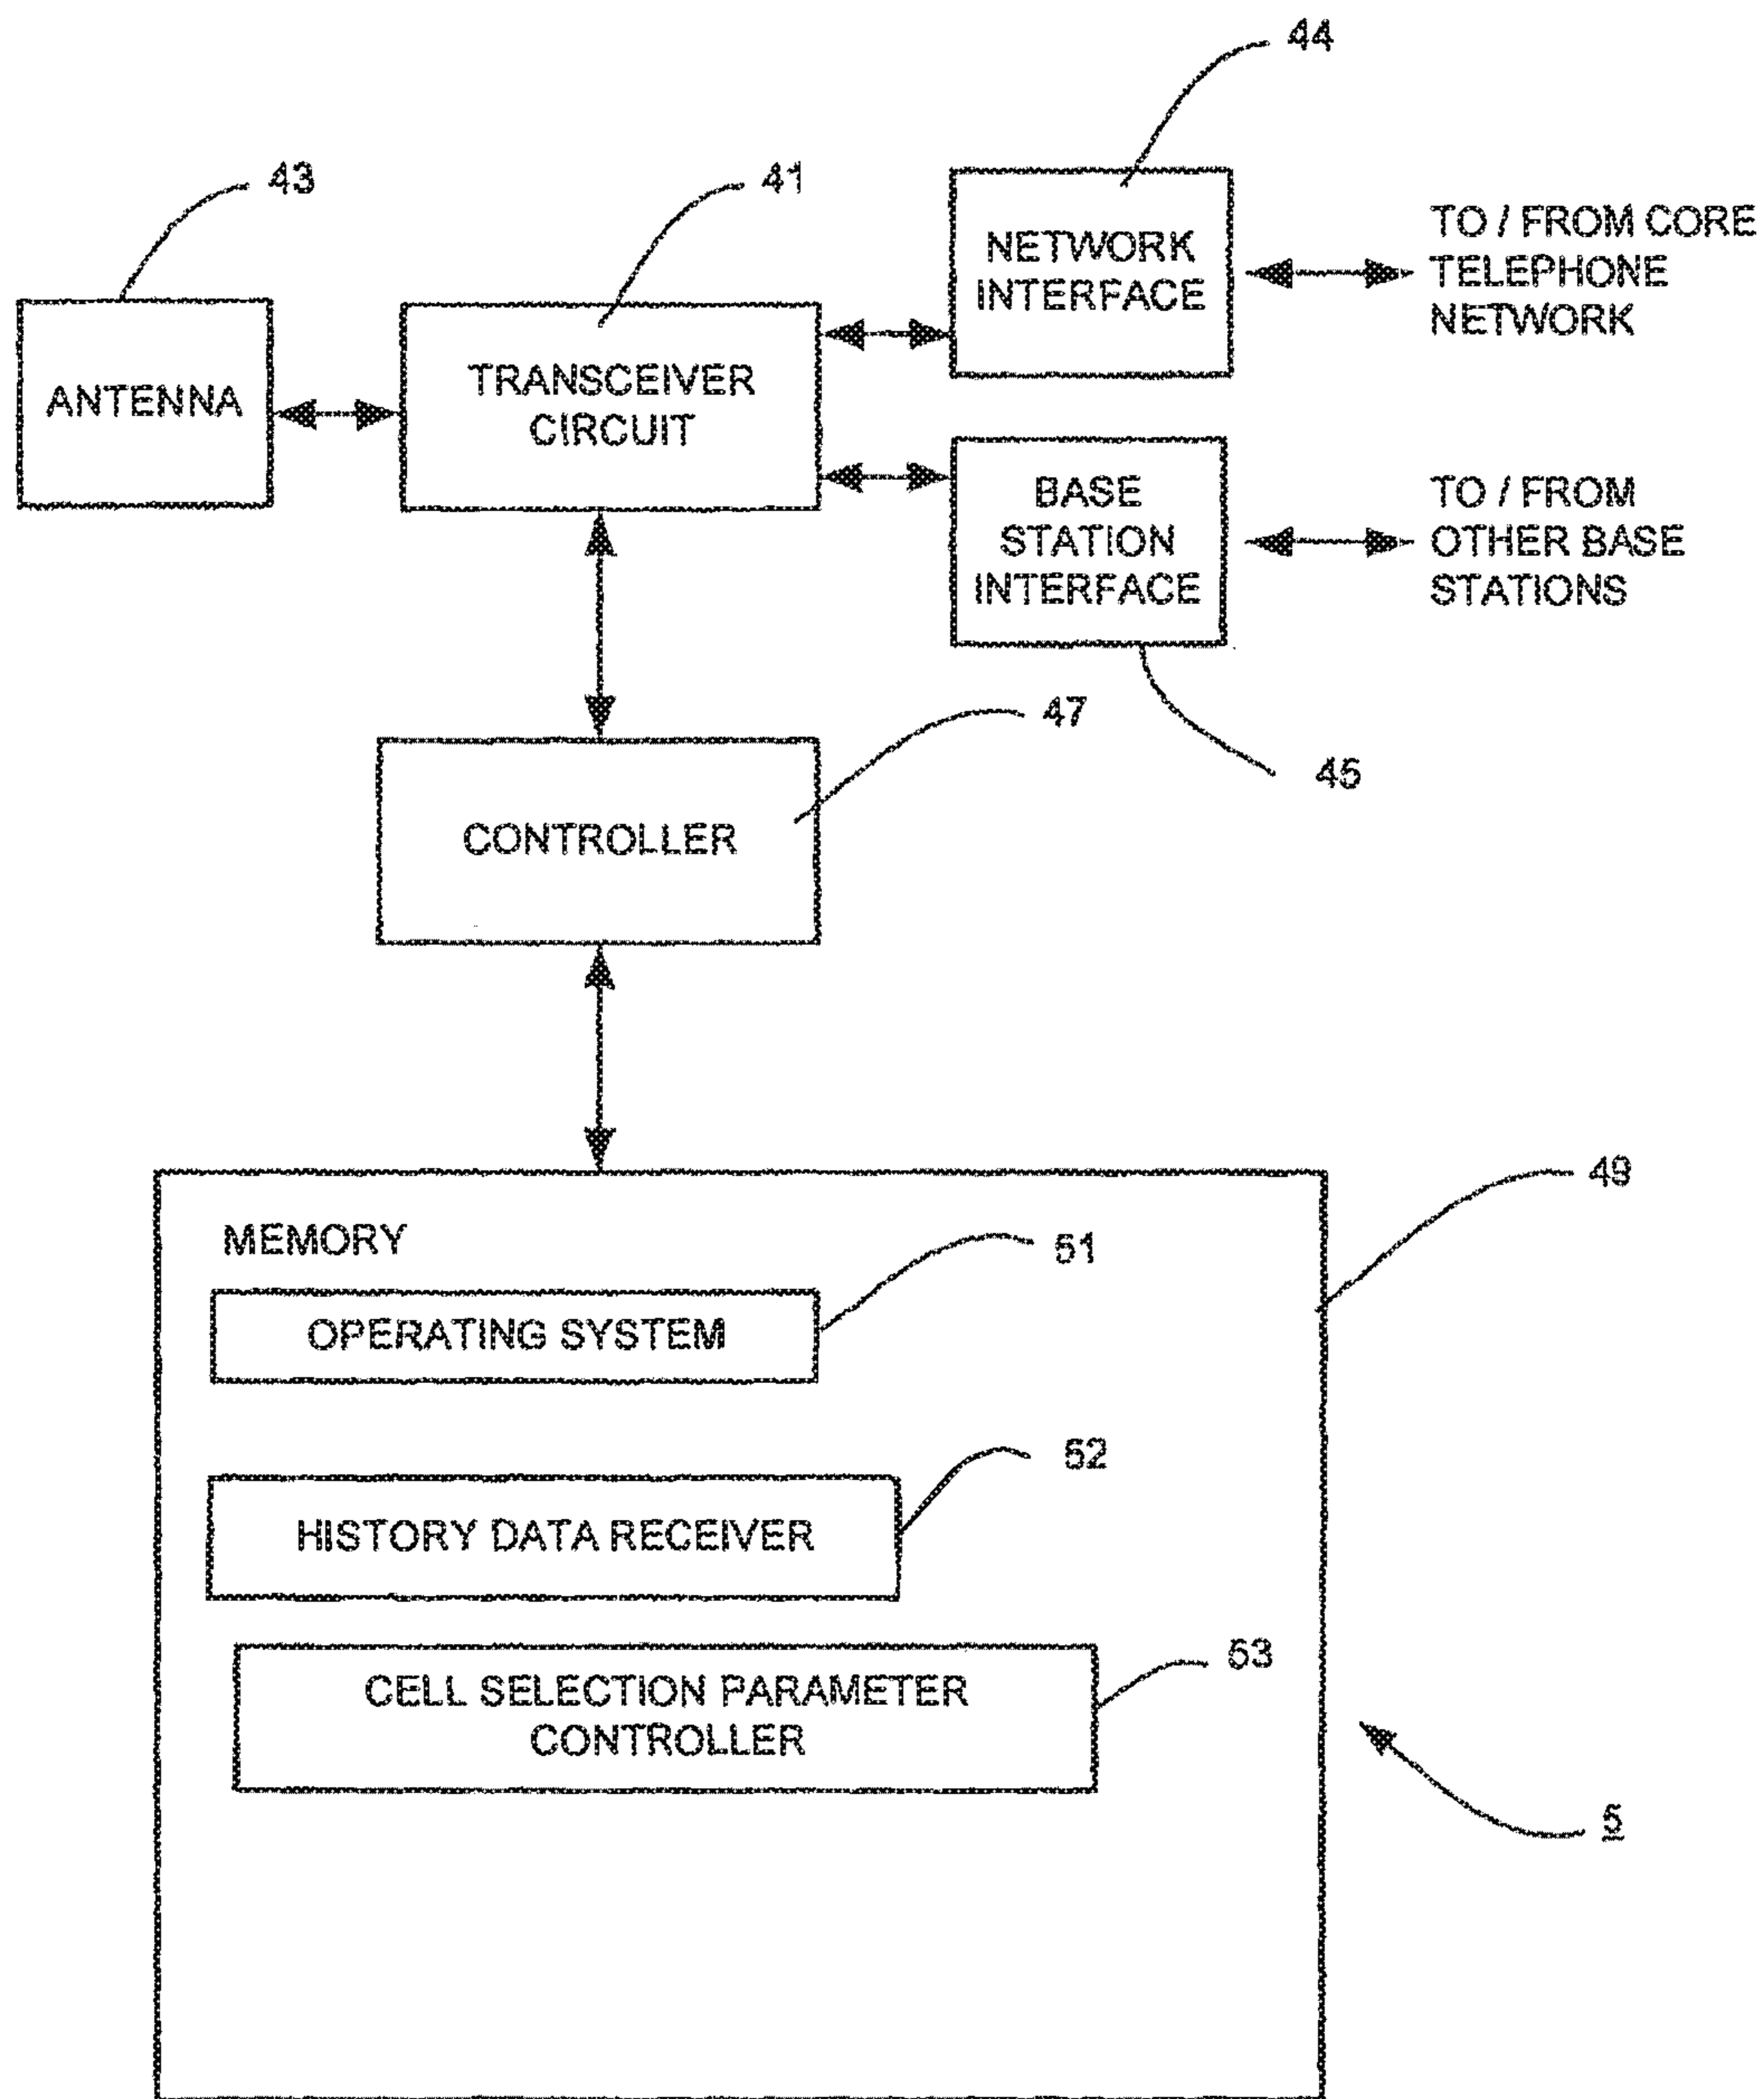 44
43
41
NETWORK
INTERFACE
TO / FROM CORE
TELEPHONE
NETWORK
ANTENNA
TRANSCEIVER
CIRCUIT
BASE
STATION
INTERFACE
TO / FROM
OTHER BASE
STATIONS
47
45
CONTROLLER
49
MEMORY
51
OPERATING SYSTEM
52
HISTORY DATA RECEIVER
53
CELL SELECTION PARAMETER
CONTROLLER
5